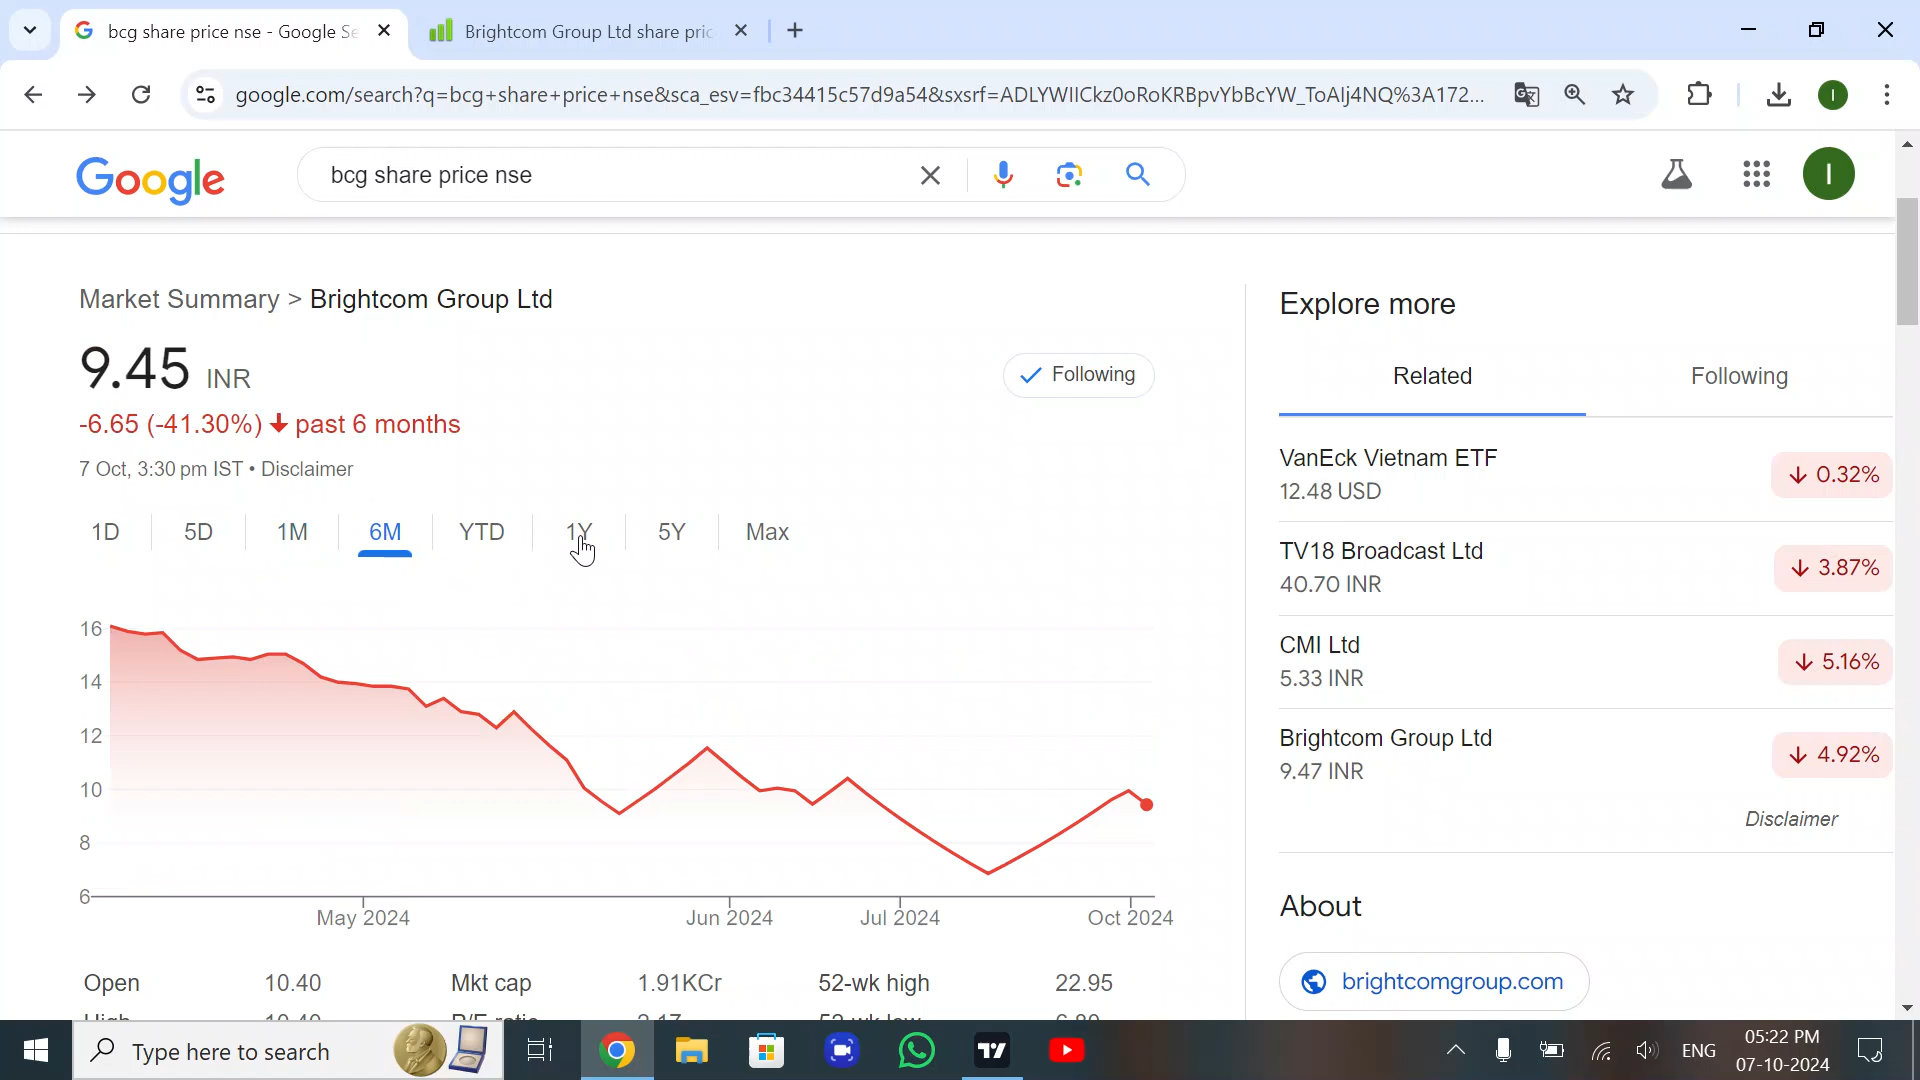 bcg share price nse - Google Se
Brightcom Group Ltd share pric
google.com/search?q=bcg+share+price+nse&sca_esv=fbc34415c57d9a54&sxsrf=ADLYWIICkz0oRoKRBpvYbBcYW_ToAlj4NQ%3A172...
Google
bcg share price nse
I
Market Summary > Brightcom Group Ltd
9.45 INR
Following
-6.65 (-41.30%) past 6 months
7 Oct, 3:30 pm IST • Disclaimer
1D 5D 1M 6M YTD 1Y 5Y Max
16
14
12
10
8
6
May 2024 Jun 2024 Jul 2024 Oct 2024
Open 10.40 Mkt cap 1.91KCr 52-wk high 22.95
High 10.40 P/E ratio 52-wk low
Explore more
Related Following
VanEck Vietnam ETF
12.48 USD
0.32%
TV18 Broadcast Ltd
40.70 INR
3.87%
CMI Ltd
5.33 INR
5.16%
Brightcom Group Ltd
9.47 INR
4.92%
Disclaimer
About
brightcomgroup.com
Type here to search
ENG
05:22 PM
07-10-2024